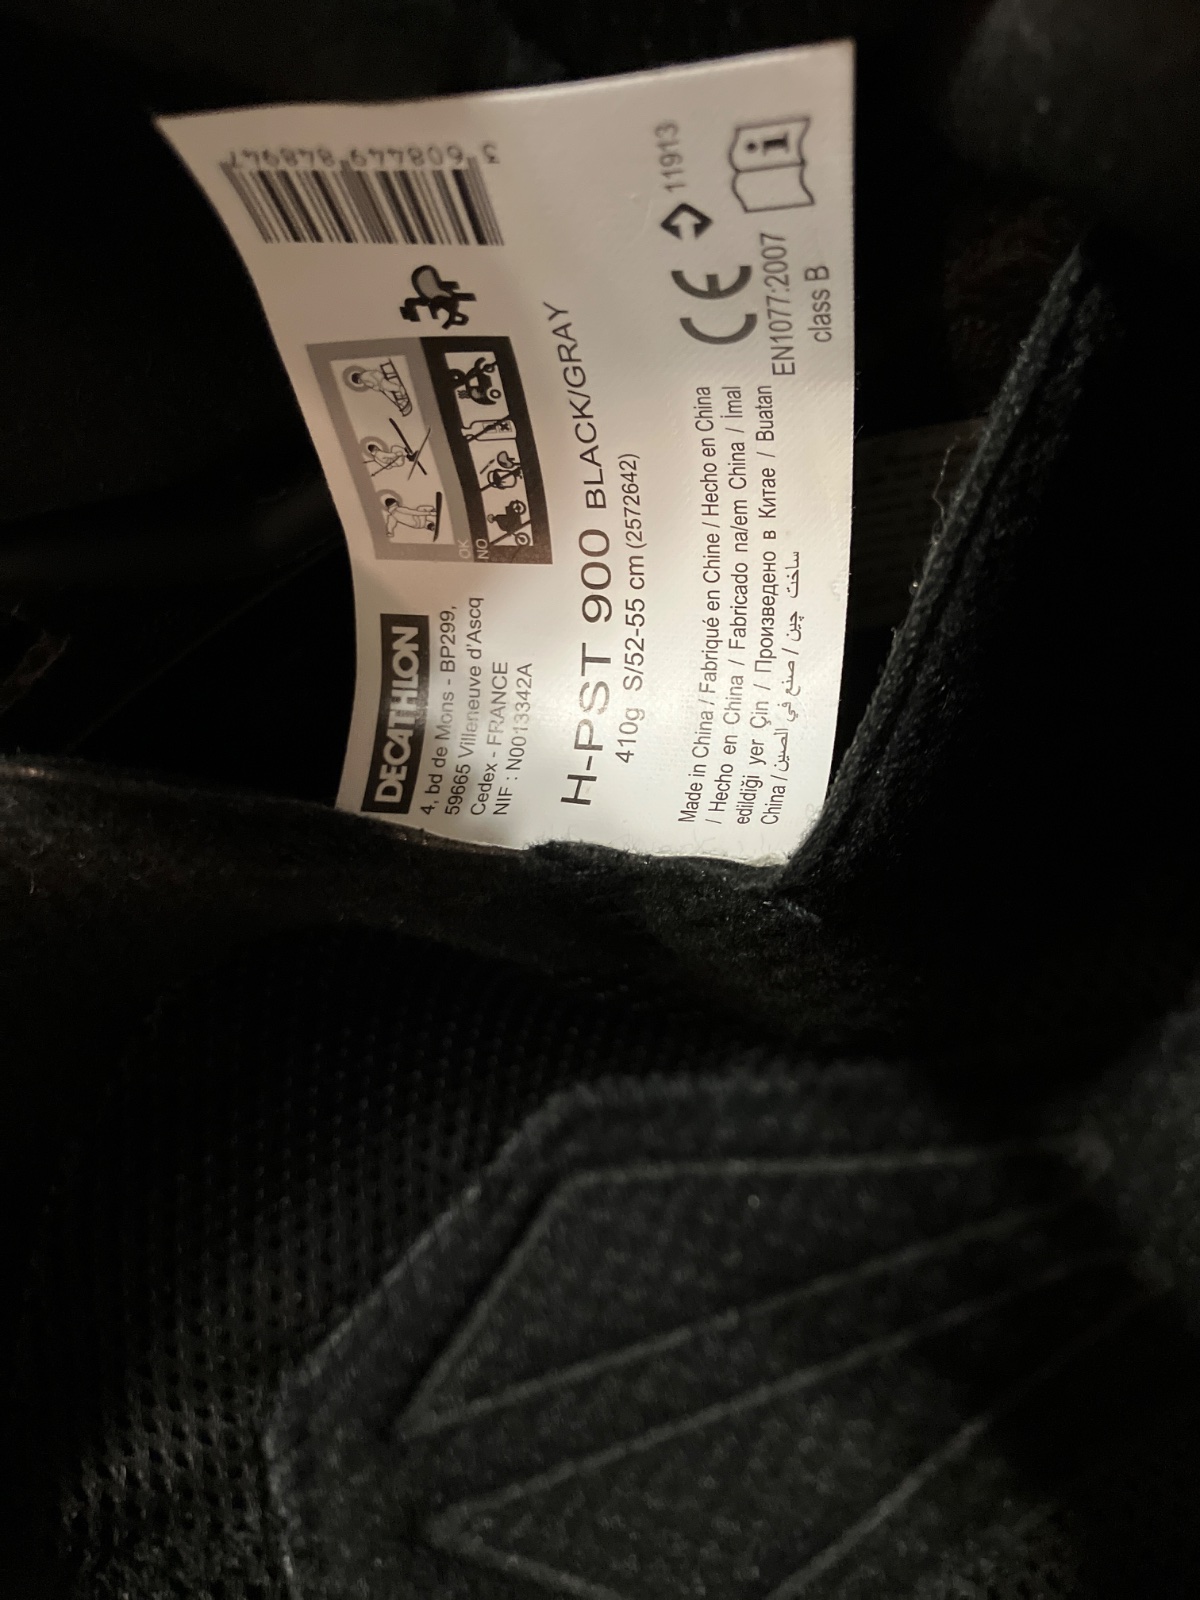 DECATHLON
4, bd de Mons - BP299,
59665 Villeneuve d'Ascq
Cedex - FRANCE
NIF : N0013342A
OK
NO
3 608449 848947
H-PST 900 BLACK/GRAY
410g S/52-55 cm (2572642)
Made in China / Fabriqué en Chine / Hecho en China
/ Hecho en China / Fabricado na/em China / İmal
edildiği yer Çin / Произведено в Китае / Buatan
China / ساخت چین / صنع في الصين
CE 11913
EN1077:2007
class B